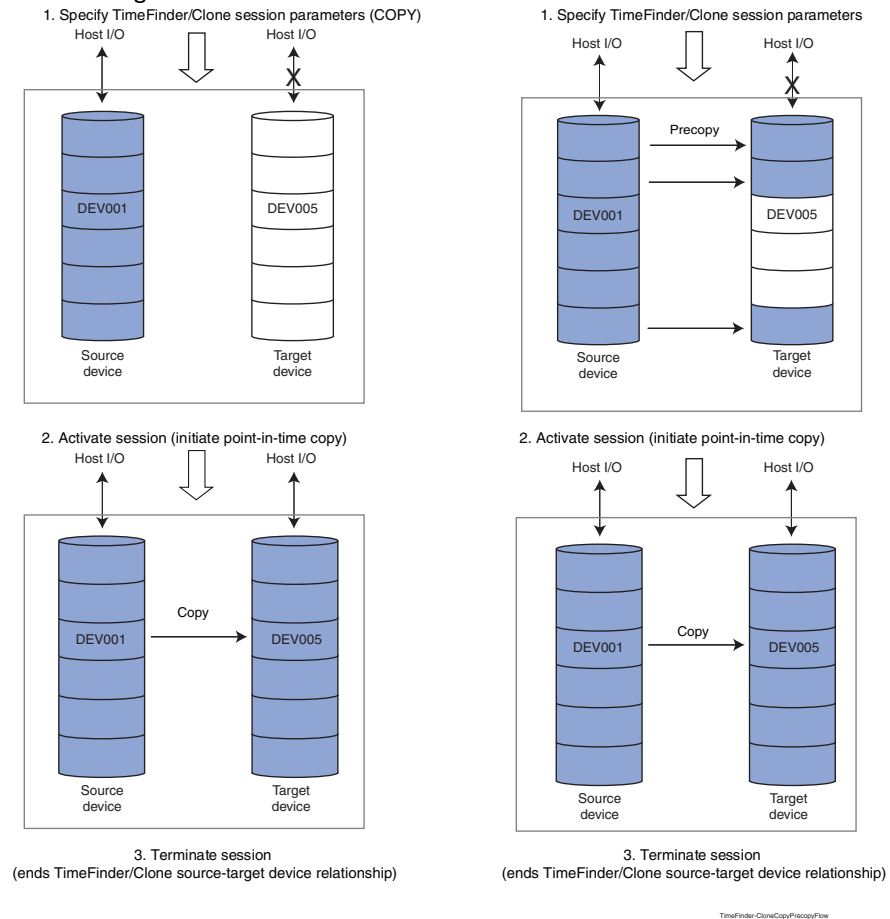 1. Specify TimeFinder/Clone session parameters (COPY)
Host I/O
Host I/O
X
DEV001
DEV005
Source
device
Target
device
2. Activate session (initiate point-in-time copy)
Host I/O
Host I/O
Copy
DEV001
DEV005
Source
device
Target
device
3. Terminate session
(ends TimeFinder/Clone source-target device relationship)
1. Specify TimeFinder/Clone session parameters
Host I/O
Host I/O
X
Precopy
DEV001
DEV005
Source
device
Target
device
2. Activate session (initiate point-in-time copy)
Host I/O
Host I/O
Copy
DEV001
DEV005
Source
device
Target
device
3. Terminate session
(ends TimeFinder/Clone source-target device relationship)
TimeFinder-CloneCopyPrecopyFlow